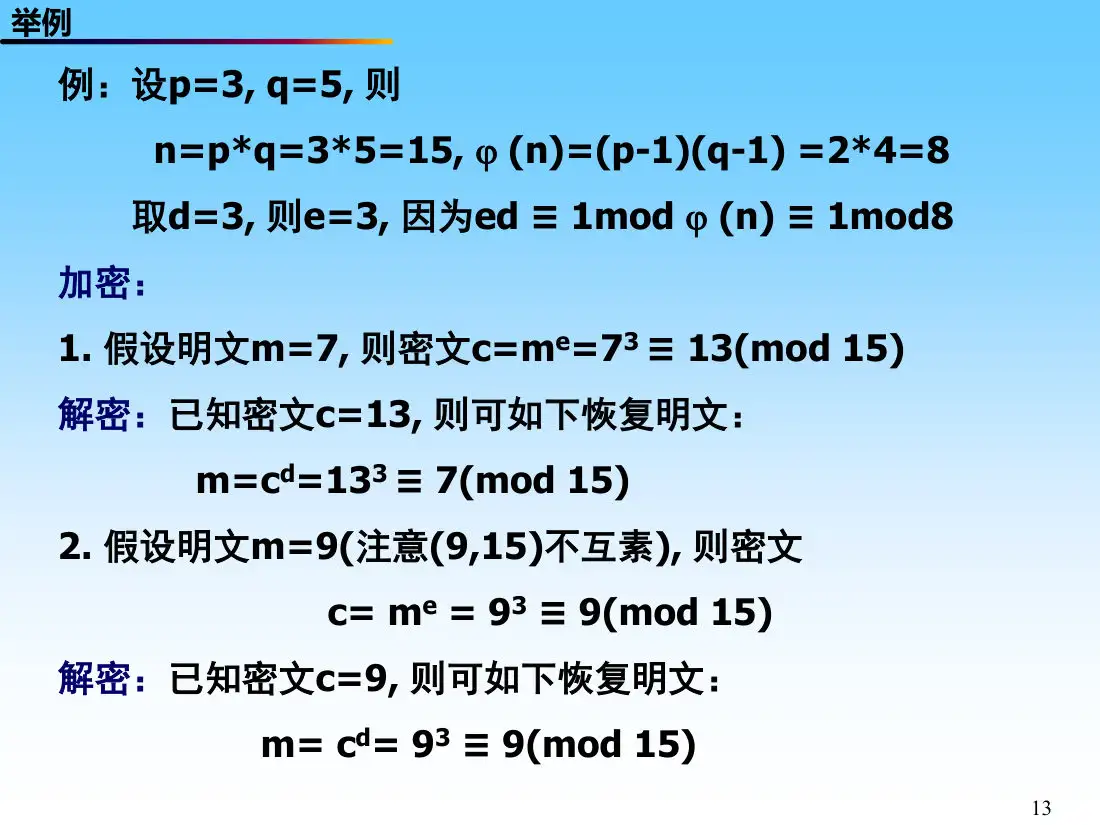 举例
例：设p=3, q=5, 则
n=p*q=3*5=15, φ (n)=(p-1)(q-1) =2*4=8
取d=3, 则e=3, 因为ed ≡ 1mod φ (n) ≡ 1mod8
加密：
1. 假设明文m=7, 则密文c=mᵉ=7³ ≡ 13(mod 15)
解密：已知密文c=13, 则可如下恢复明文：
m=cᵈ=13³ ≡ 7(mod 15)
2. 假设明文m=9(注意(9,15)不互素), 则密文
c= mᵉ = 9³ ≡ 9(mod 15)
解密：已知密文c=9, 则可如下恢复明文：
m= cᵈ= 9³ ≡ 9(mod 15)
13